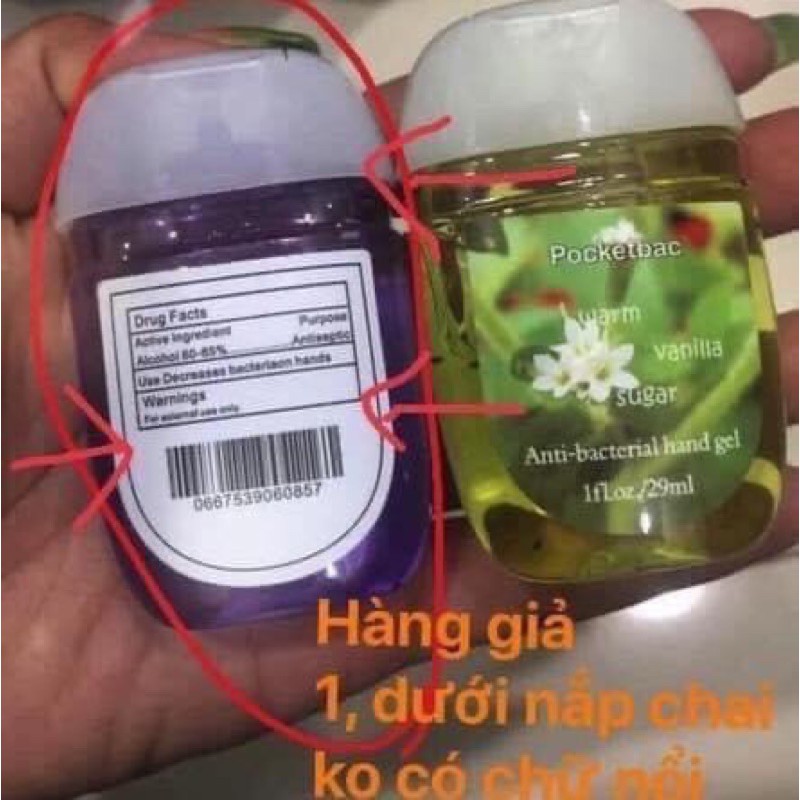 Drug Facts
Active Ingredient Purpose
Alcohol 60-65% Antiseptic
Use Decreases bacteriaon hands
Warnings
For external use only
0667539060857
Pocketbac
warm
vanilla
sugar
Anti-bacterial hand gel
1fl.oz./29ml
Hàng giả
1, dưới nắp chai
ko có chữ nổi